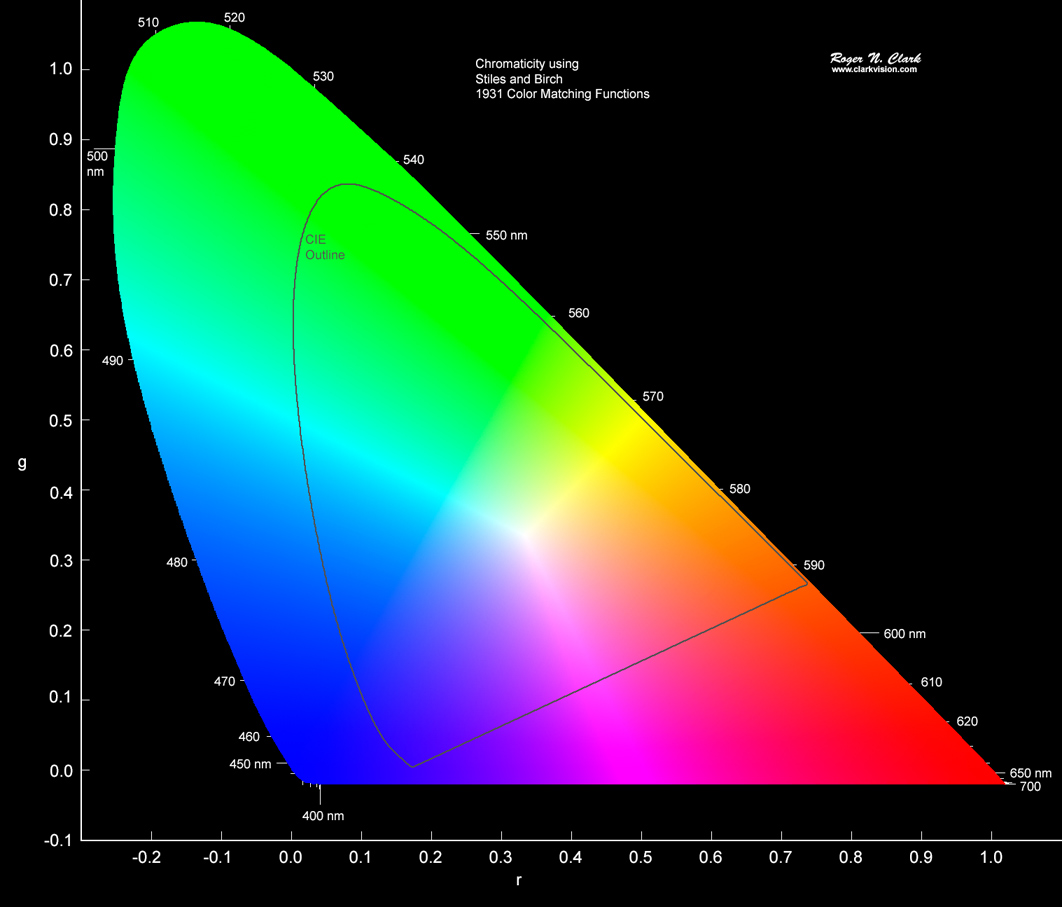 510
520
Chromaticity using
Stiles and Birch
1931 Color Matching Functions
Roger N. Clark
www.clarkvision.com
1.0
530
0.9
500
nm
540
0.8
550 nm
CIE
Outline
0.7
560
0.6
490
570
0.5
g
0.4
580
0.3
480
590
0.2
600 nm
470
610
0.1
620
460
450 nm
0.0
650 nm
700
400 nm
-0.1
-0.2
-0.1
0.0
0.1
0.2
0.3
0.4
0.5
0.6
0.7
0.8
0.9
1.0
r